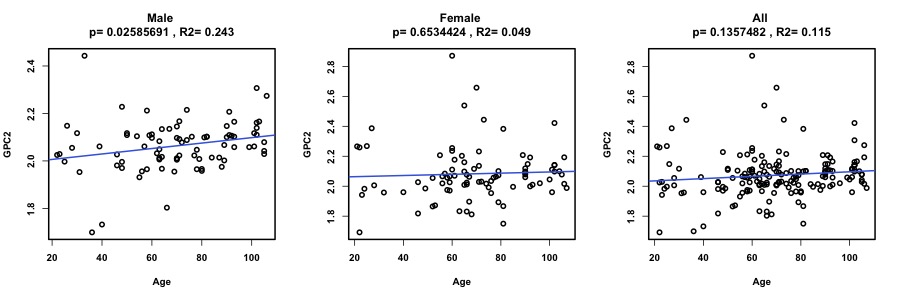 Male
p= 0.02585691 , R2= 0.243
GPC2
2.4
2.2
2.0
1.8
20 40 60 80 100
Age
Female
p= 0.6534424 , R2= 0.049
GPC2
2.8
2.6
2.4
2.2
2.0
1.8
20 40 60 80 100
Age
All
p= 0.1357482 , R2= 0.115
GPC2
2.8
2.6
2.4
2.2
2.0
1.8
20 40 60 80 100
Age